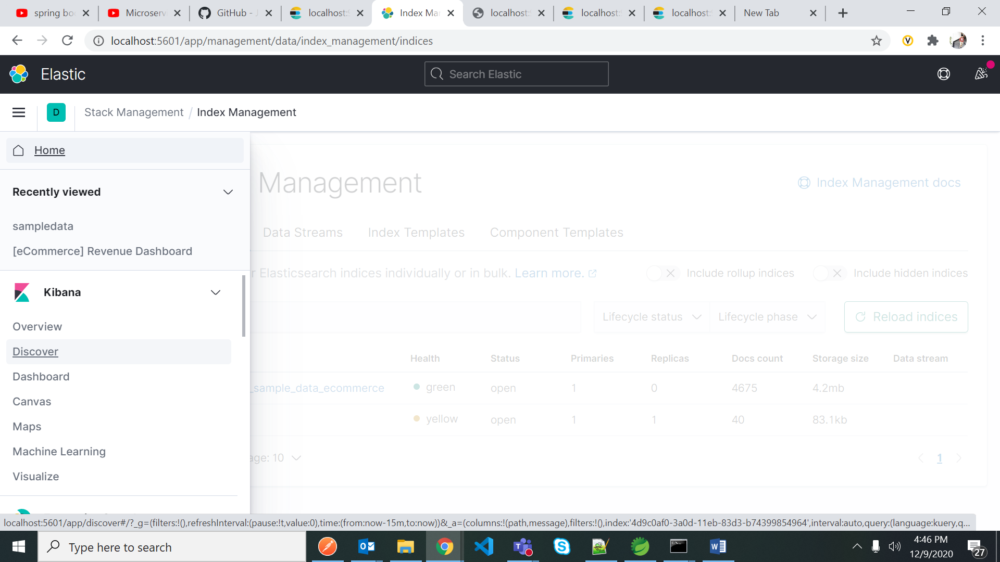 spring boo
Microserv
GitHub - J
localhost:9
Index Man
localhost:
localhost:9
localhost:9
New Tab
localhost:5601/app/management/data/index_management/indices
Elastic
Search Elastic
D
Stack Management / Index Management
Home
Recently viewed
sampledata
[eCommerce] Revenue Dashboard
Kibana
Overview
Discover
Dashboard
Canvas
Maps
Machine Learning
Visualize
Management
Index Management docs
Data Streams
Index Templates
Component Templates
r Elasticsearch indices individually or in bulk. Learn more.
Include rollup indices
Include hidden indices
Lifecycle status
Lifecycle phase
Reload indices
Health Status Primaries Replicas Docs count Storage size Data stream
_sample_data_ecommerce green open 1 0 4675 4.2mb
yellow open 1 1 40 83.1kb
age: 10
1
localhost:5601/app/discover#/?_g=(filters:!(),refreshInterval:(pause:!t,value:0),time:(from:now-15m,to:now))&_a=(columns:!(path,message),filters:!(),index:'4d9c0af0-3a0d-11eb-83d3-b74399854964',interval:auto,query:(language:kuery,q...
Type here to search
4:46 PM
12/9/2020
27